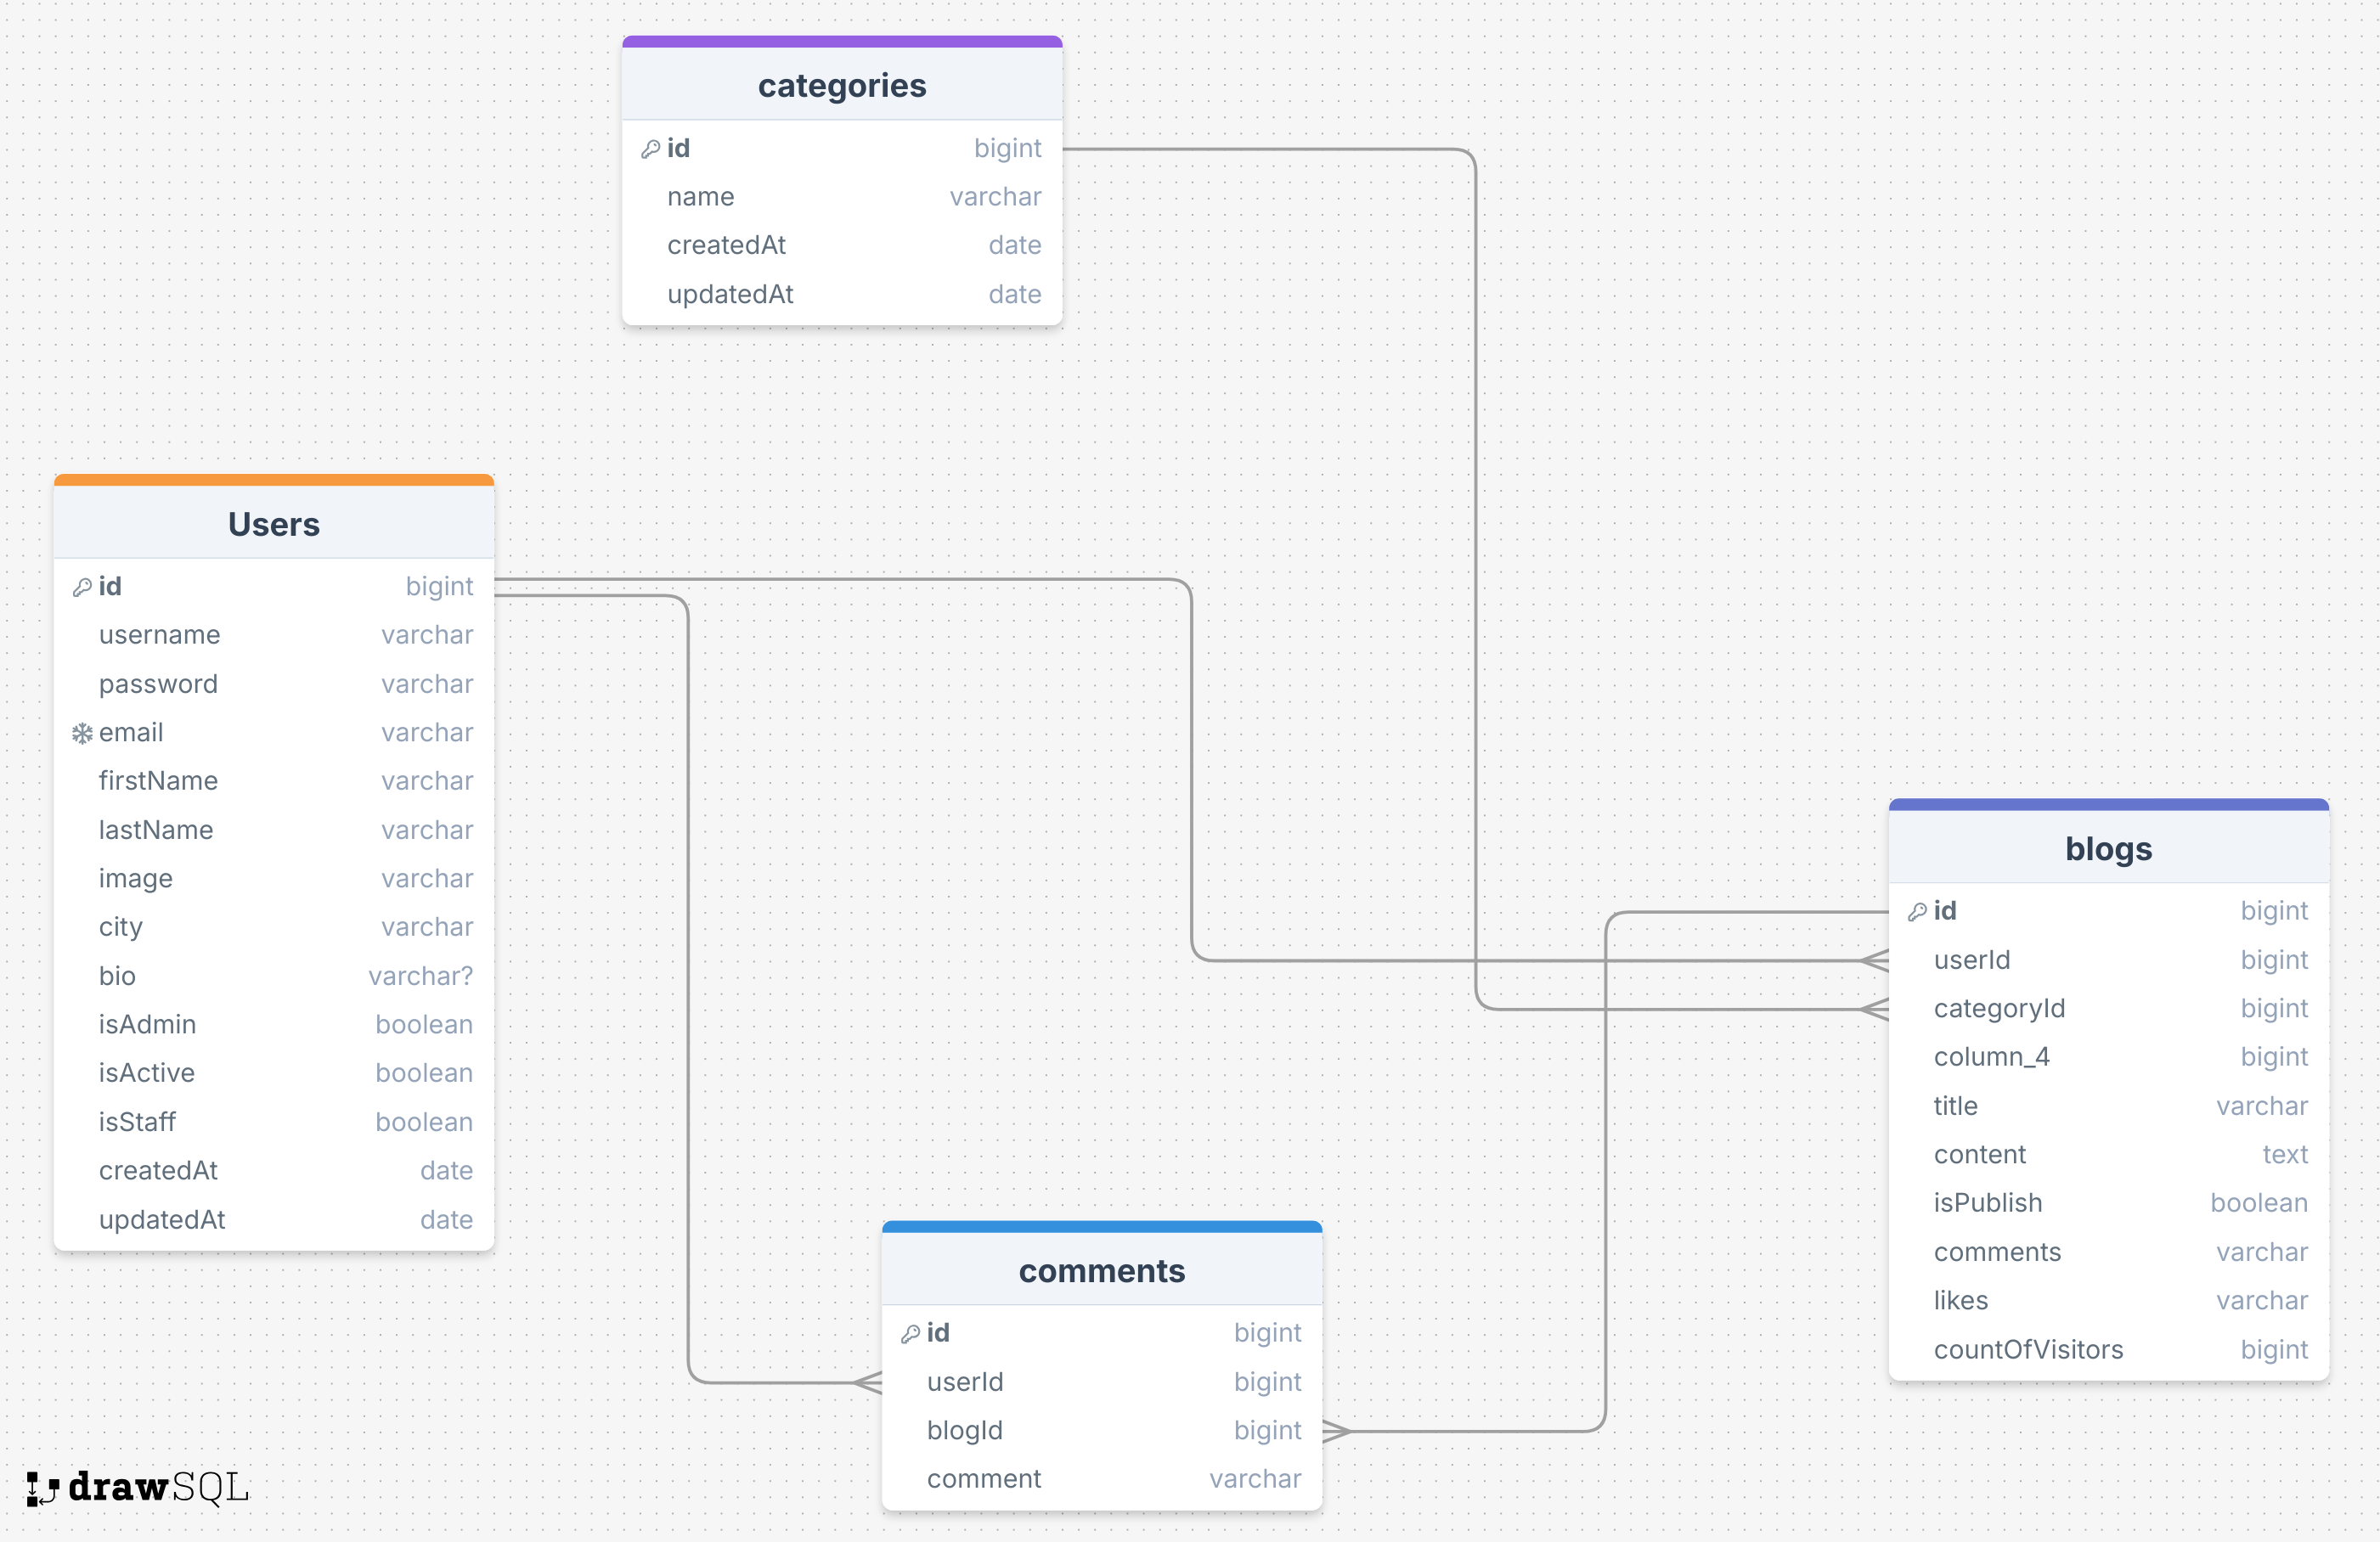 categories
id bigint
name varchar
createdAt date
updatedAt date
Users
id bigint
username varchar
password varchar
email varchar
firstName varchar
lastName varchar
image varchar
city varchar
bio varchar?
isAdmin boolean
isActive boolean
isStaff boolean
createdAt date
updatedAt date
blogs
id bigint
userId bigint
categoryId bigint
column_4 bigint
title varchar
content text
isPublish boolean
comments varchar
likes varchar
countOfVisitors bigint
comments
id bigint
userId bigint
blogId bigint
comment varchar
drawSQL